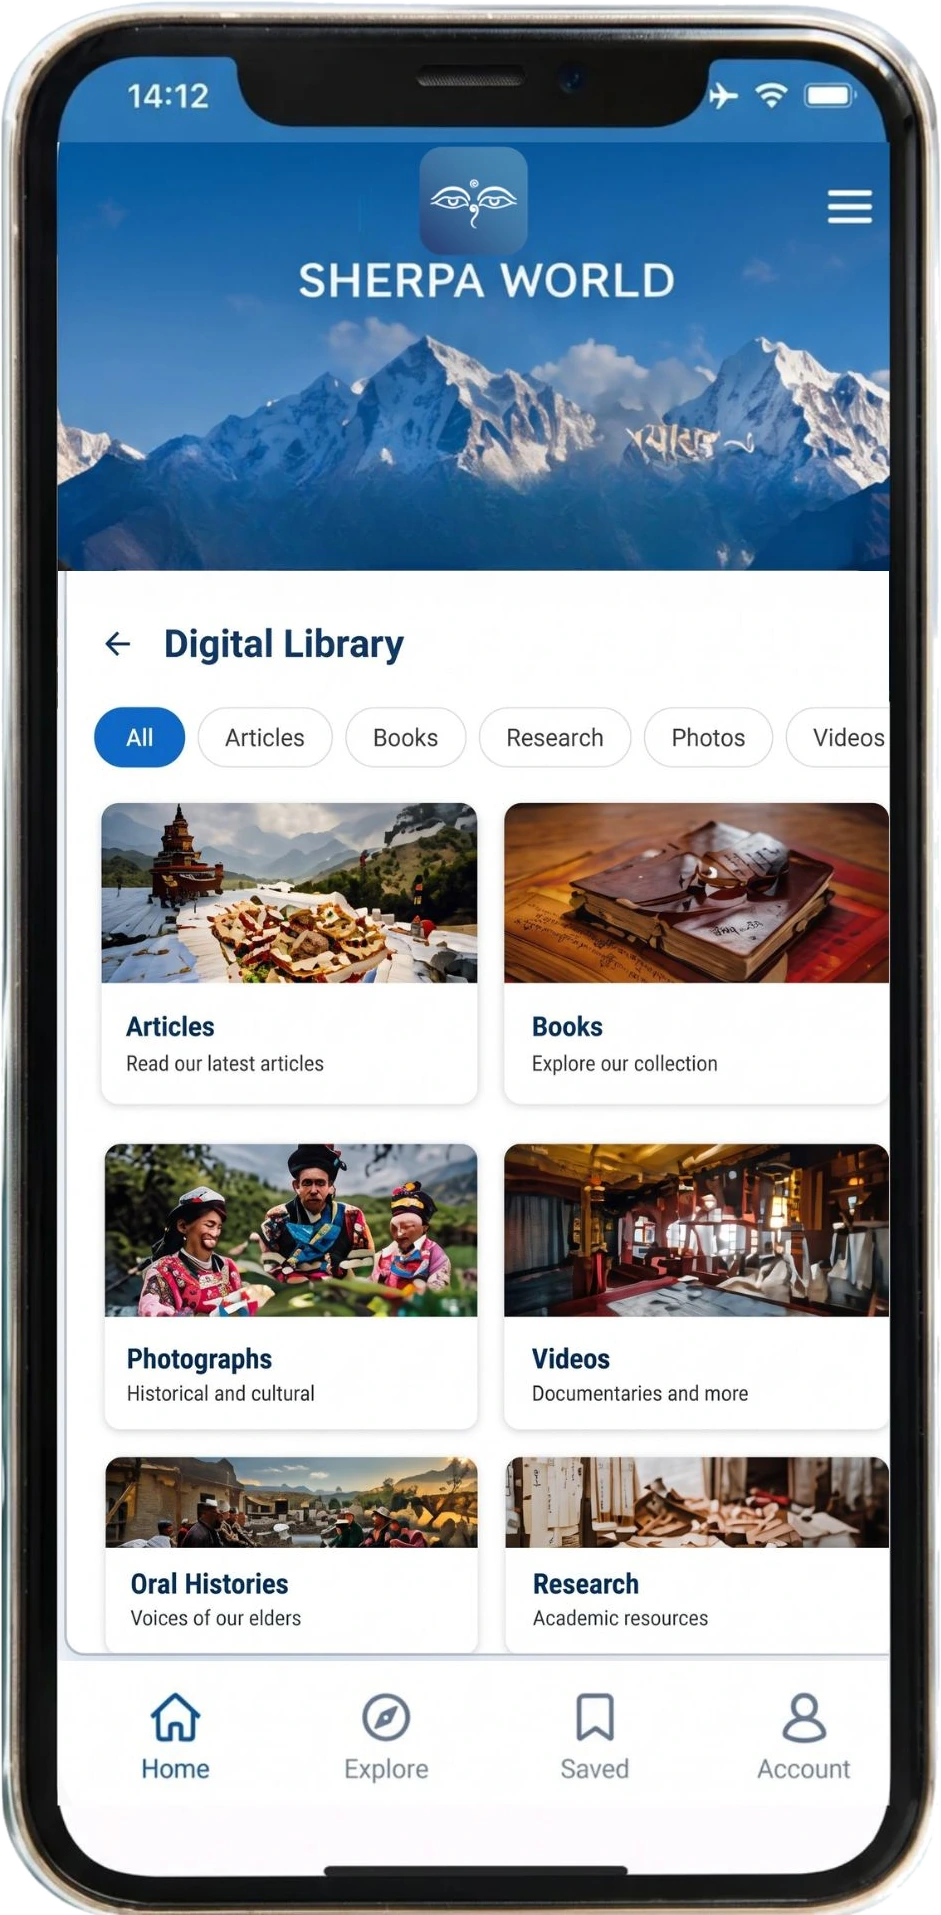 14:12
SHERPA WORLD
Digital Library
All Articles Books Research Photos Videos
Articles
Read our latest articles
Books
Explore our collection
Photographs
Historical and cultural
Videos
Documentaries and more
Oral Histories
Voices of our elders
Research
Academic resources
Home Explore Saved Account